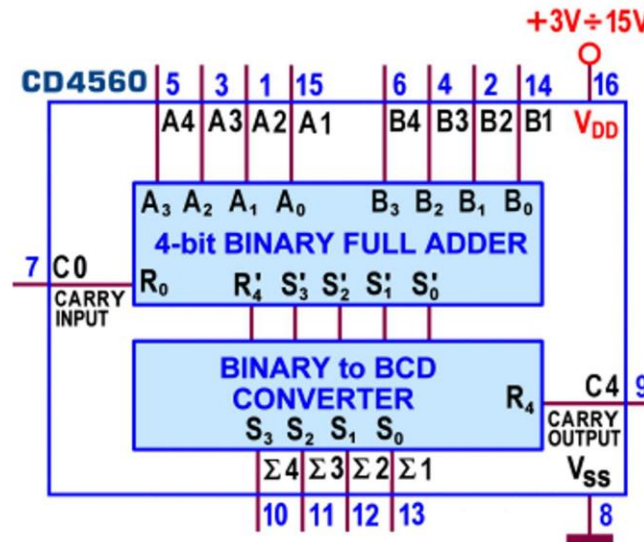 +3V÷15V
CD4560 5 3 1 15 6 4 2 14 16
A4 A3 A2 A1 B4 B3 B2 B1 VDD
A₃ A₂ A₁ A₀ B₃ B₂ B₁ B₀
4-bit BINARY FULL ADDER
7 C0 R₀ R'₄ S'₃ S'₂ S'₁ S'₀
CARRY
INPUT
BINARY to BCD
CONVERTER
R₄ C4 9
CARRY
OUTPUT
S₃ S₂ S₁ S₀
Σ4 Σ3 Σ2 Σ1 VSS
10 11 12 13 8